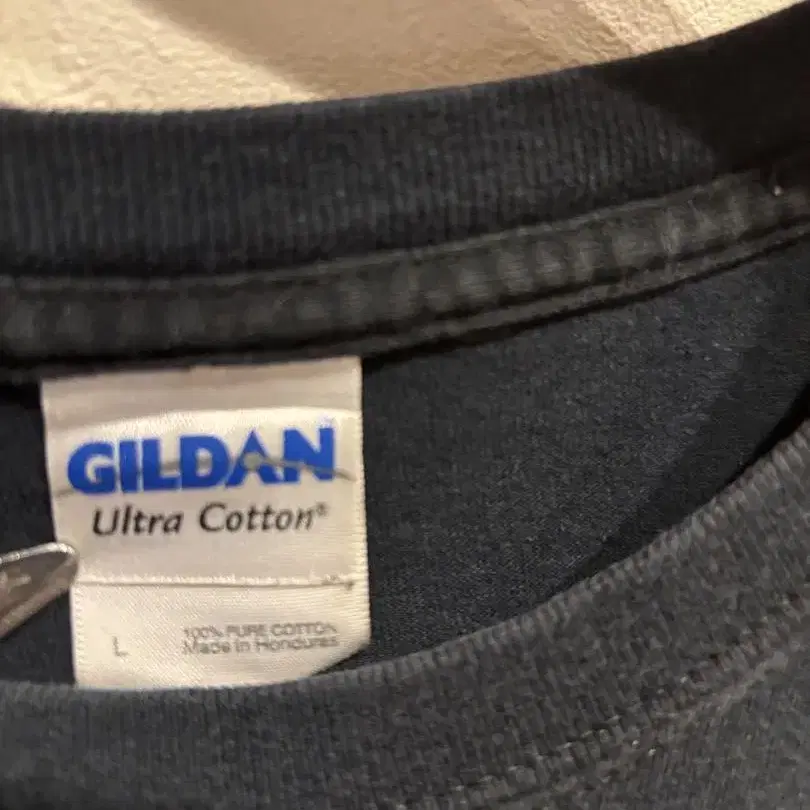 GILDAN
Ultra Cotton®
L
100% PURE COTTON
Made in Honduras